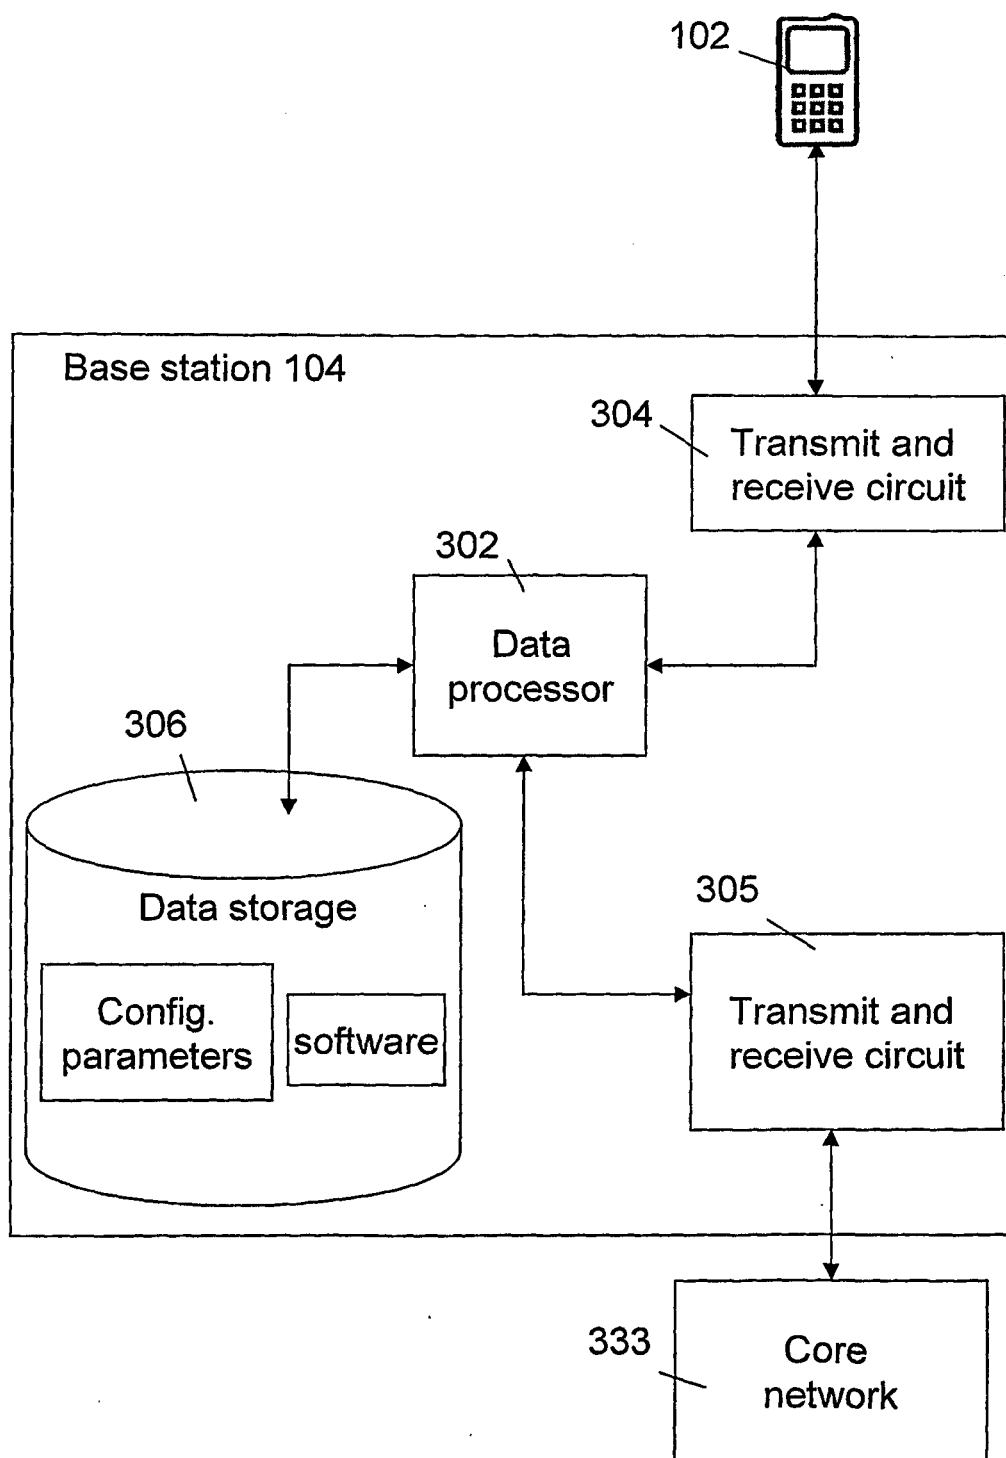 102
Base station 104
304
Transmit and
receive circuit
302
Data
processor
306
Data storage
Config.
parameters
software
305
Transmit and
receive circuit
333
Core
network